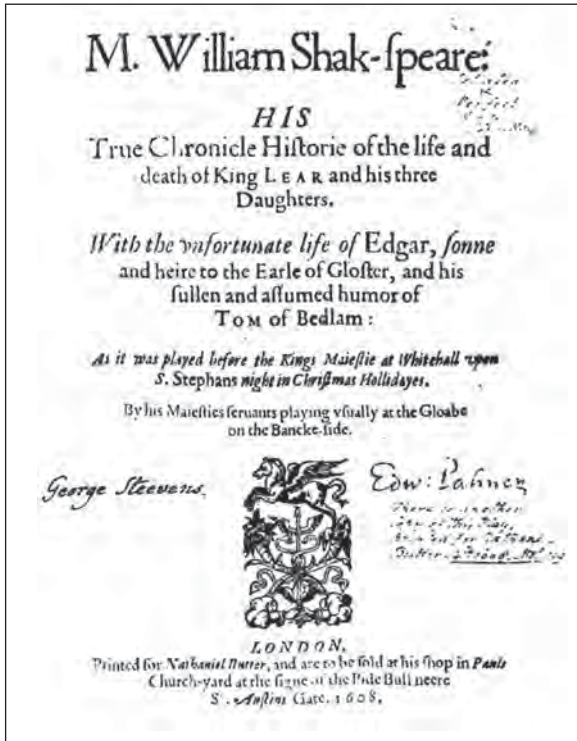 M. William Shak-ſpeare:
HIS
True Chronicle Hiſtorie of the life and
death of King LEAR and his three
Daughters.
With the vnfortunate life of Edgar, ſonne
and heire to the Earle of Gloſter, and his
ſullen and aſſumed humor of
TOM of Bedlam:
As it was played before the Kings Maieſtie at Whitehall vpon
S. Stephans night in Chriſtmas Hollidayes.
By his Maieſties ſeruants playing vſually at the Gloabe
on the Bancke-ſide.
George Steevens.
Edw: Palmer
There is another
LONDON,
Printed for Nathaniel Butter, and are to be ſold at his ſhop in Pauls
Church-yard at the ſigne of the Pide Bull neere
Sᵗ. Auſtins Gate. 1608.